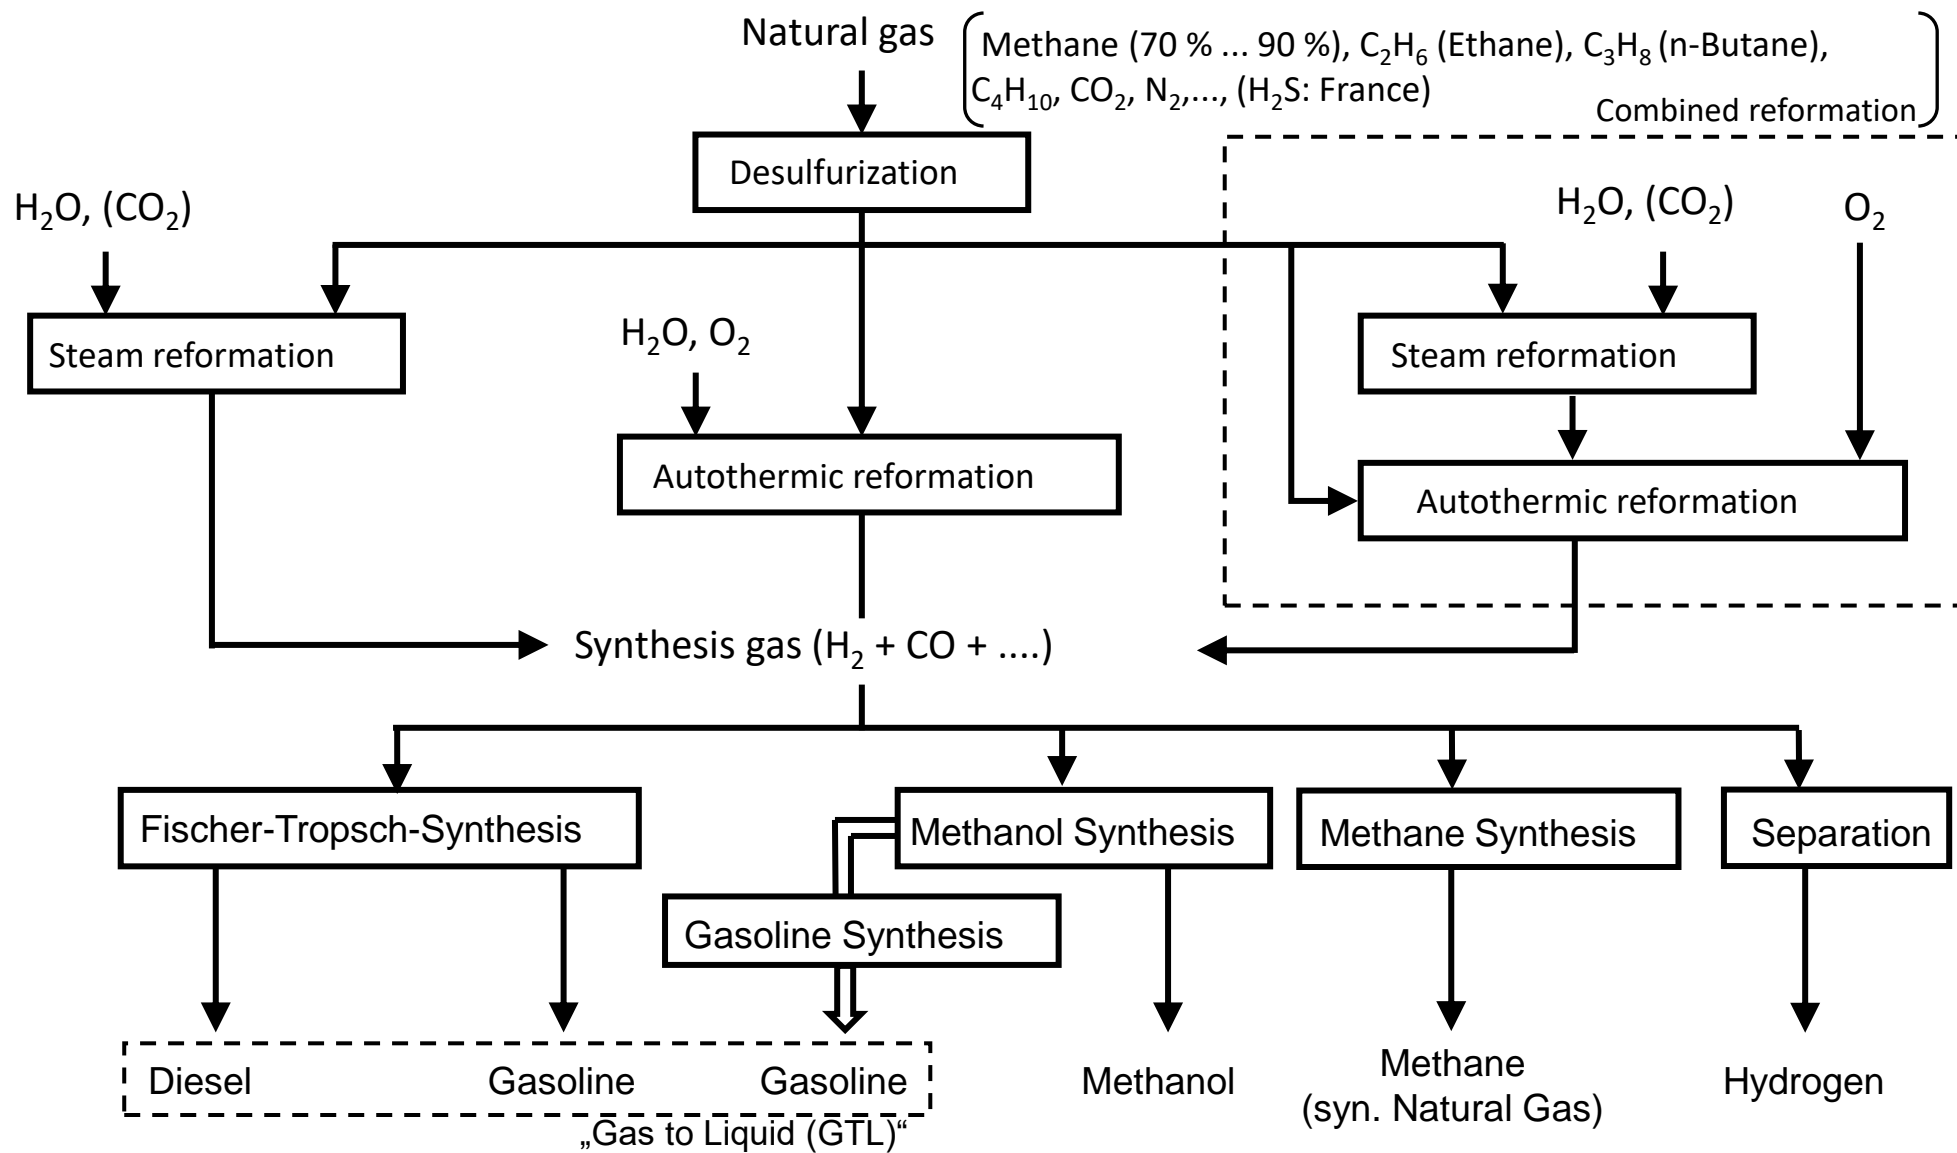 Natural gas
Methane (70 % ... 90 %), C₂H₆ (Ethane), C₃H₈ (n-Butane),
C₄H₁₀, CO₂, N₂,..., (H₂S: France)
Combined reformation
Desulfurization
H₂O, (CO₂)
H₂O, (CO₂)
O₂
Steam reformation
H₂O, O₂
Steam reformation
Autothermic reformation
Autothermic reformation
Synthesis gas (H₂ + CO + ....)
Fischer-Tropsch-Synthesis
Methanol Synthesis
Methane Synthesis
Separation
Gasoline Synthesis
Diesel
Gasoline
Gasoline
Methanol
Methane
(syn. Natural Gas)
Hydrogen
„Gas to Liquid (GTL)“